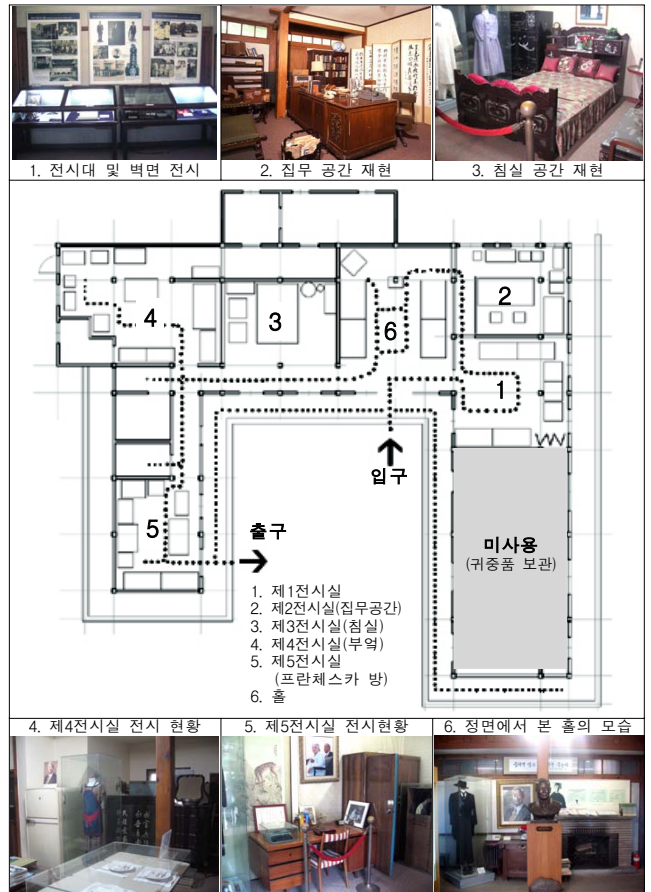 1. 전시대 및 벽면 전시
2. 집무 공간 재현
3. 침실 공간 재현
4
3
6
2
1
5
입구
출구
미사용
(귀중품 보관)
1. 제1전시실
2. 제2전시실(집무공간)
3. 제3전시실(침실)
4. 제4전시실(부엌)
5. 제5전시실
(프란체스카 방)
6. 홀
4. 제4전시실 전시 현황
5. 제5전시실 전시현황
6. 정면에서 본 홀의 모습